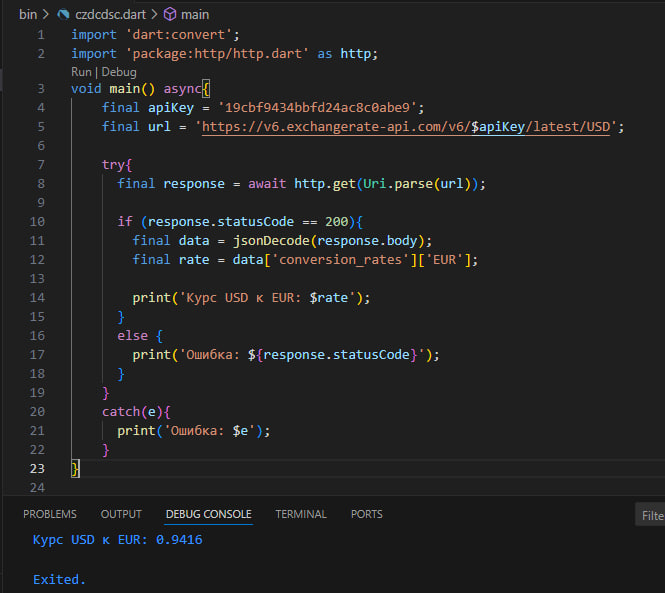 bin > czdcdsc.dart > main
1 import 'dart:convert';
2 import 'package:http/http.dart' as http;
Run | Debug
3 void main() async{
4     final apiKey = '19cbf9434bbfd24ac8c0abe9';
5     final url = 'https://v6.exchangerate-api.com/v6/$apiKey/latest/USD';
6
7     try{
8       final response = await http.get(Uri.parse(url));
9
10       if (response.statusCode == 200){
11         final data = jsonDecode(response.body);
12         final rate = data['conversion_rates']['EUR'];
13
14         print('Курс USD к EUR: $rate');
15       }
16       else {
17         print('Ошибка: ${response.statusCode}');
18       }
19     }
20     catch(e){
21       print('Ошибка: $e');
22     }
23 }
24
PROBLEMS OUTPUT DEBUG CONSOLE TERMINAL PORTS Filte
Курс USD к EUR: 0.9416
Exited.